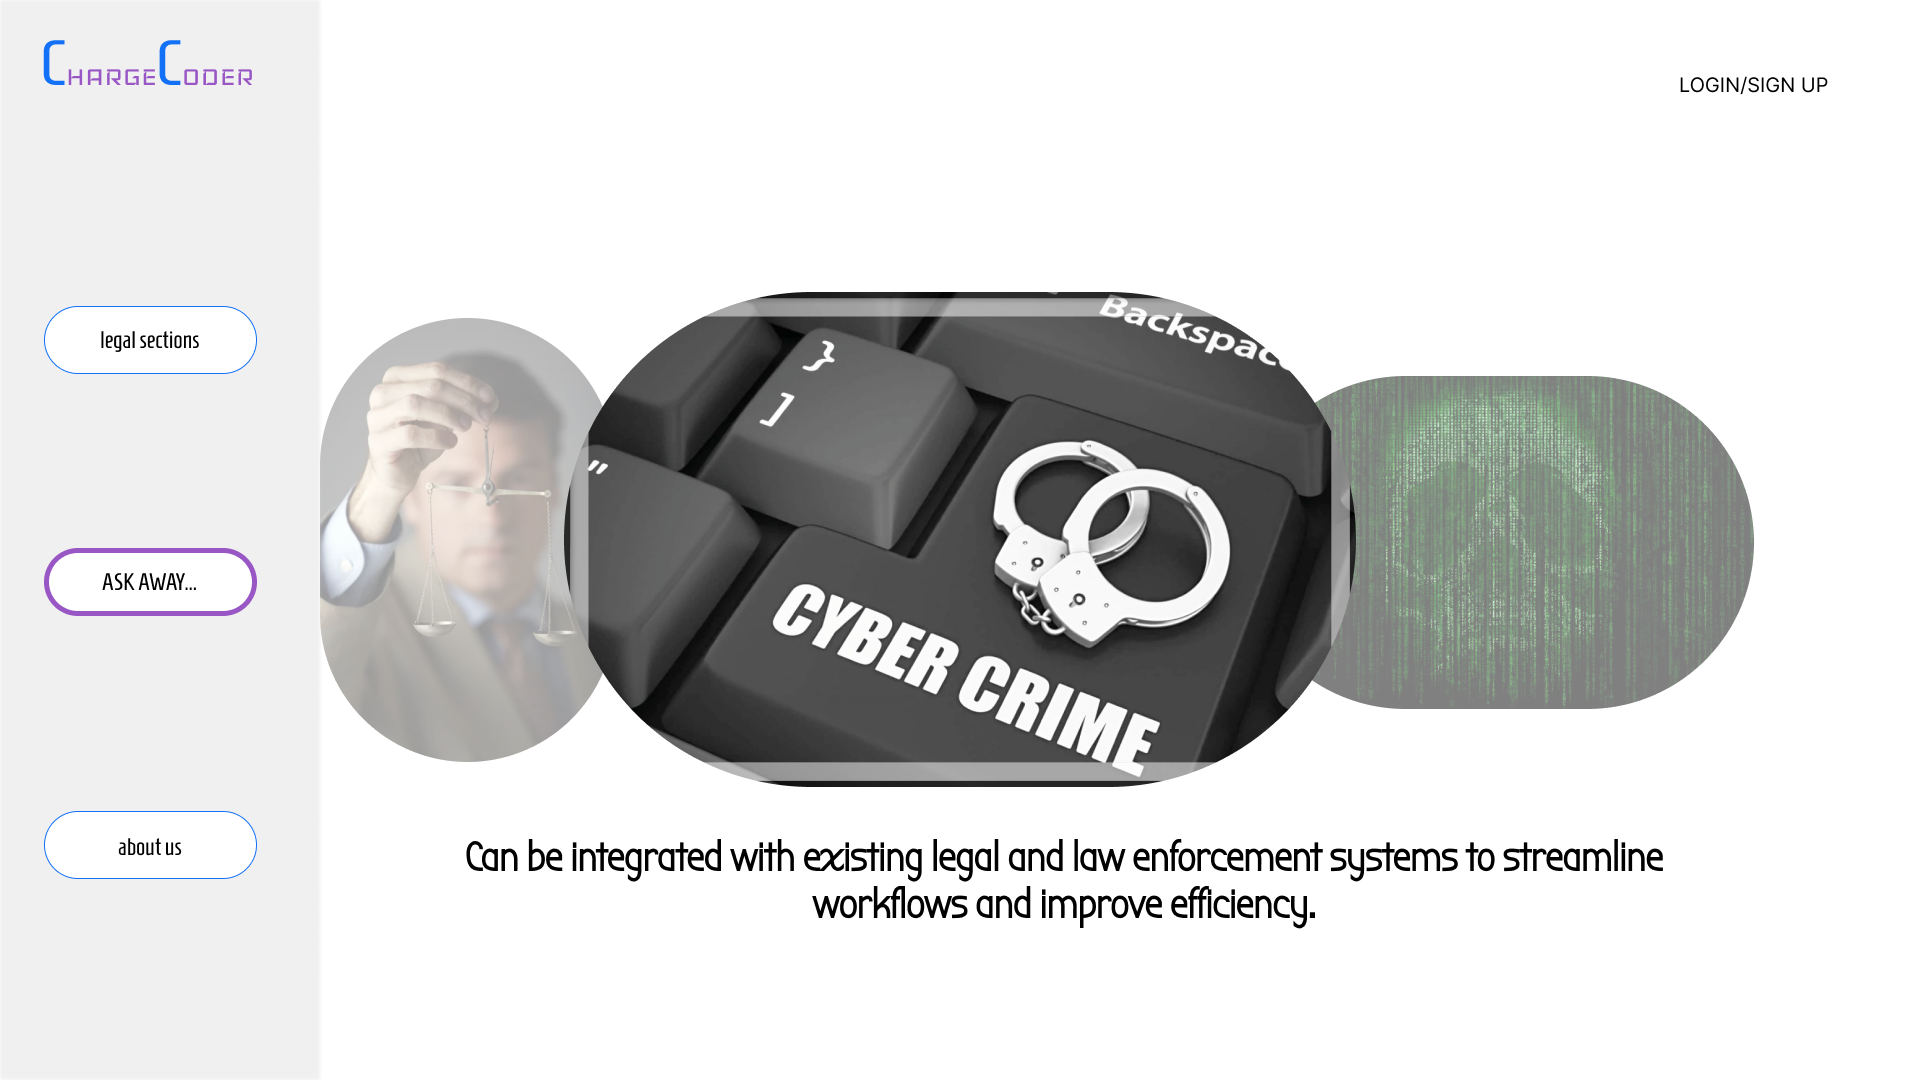 CHARGECODER
LOGIN/SIGN UP
legal sections
ASK AWAY...
about us
Backspac
}
]
"
CYBER CRIME
Can be integrated with existing legal and law enforcement systems to streamline
workflows and improve efficiency.